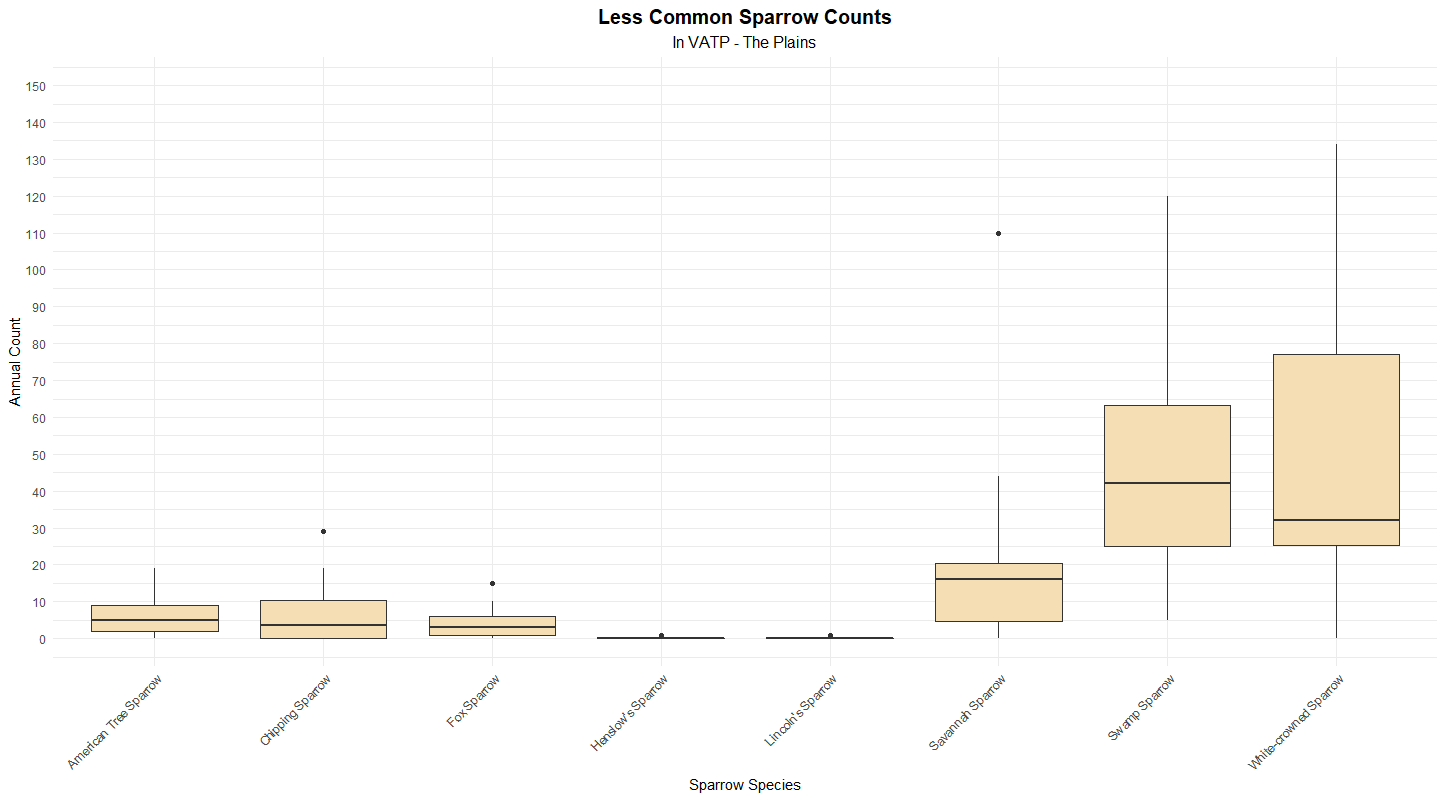 Less Common Sparrow Counts
In VATP - The Plains
Annual Count
150
140
130
120
110
100
90
80
70
60
50
40
30
20
10
0
American Tree Sparrow
Chipping Sparrow
Fox Sparrow
Henslow's Sparrow
Lincoln's Sparrow
Savannah Sparrow
Swamp Sparrow
White-crowned Sparrow
Sparrow Species